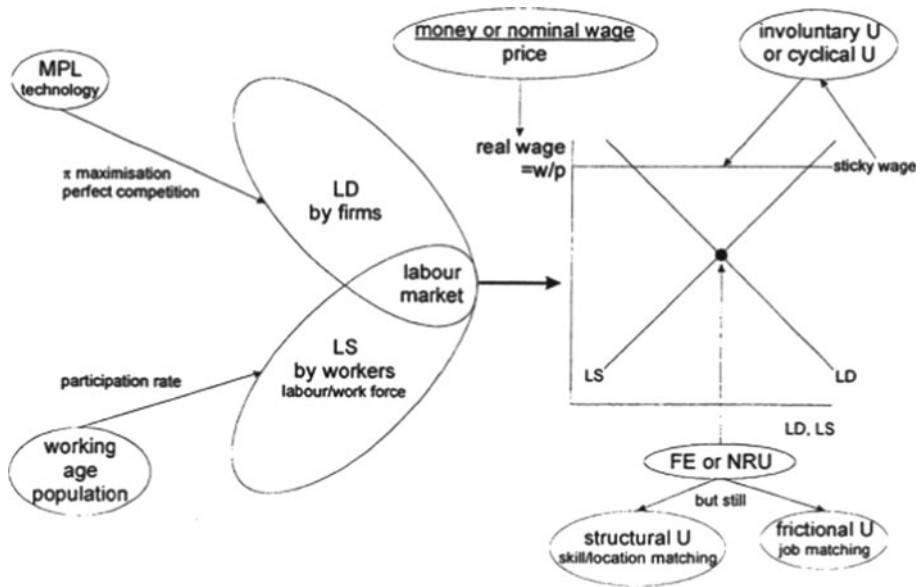 MPL
technology
π maximisation
perfect competition
LD
by firms
labour
market
LS
by workers
labour/work force
participation rate
working
age
population
money or nominal wage
price
real wage
=w/p
involuntary U
or cyclical U
sticky wage
LS
LD
LD, LS
FE or NRU
but still
structural U
skill/location matching
frictional U
job matching